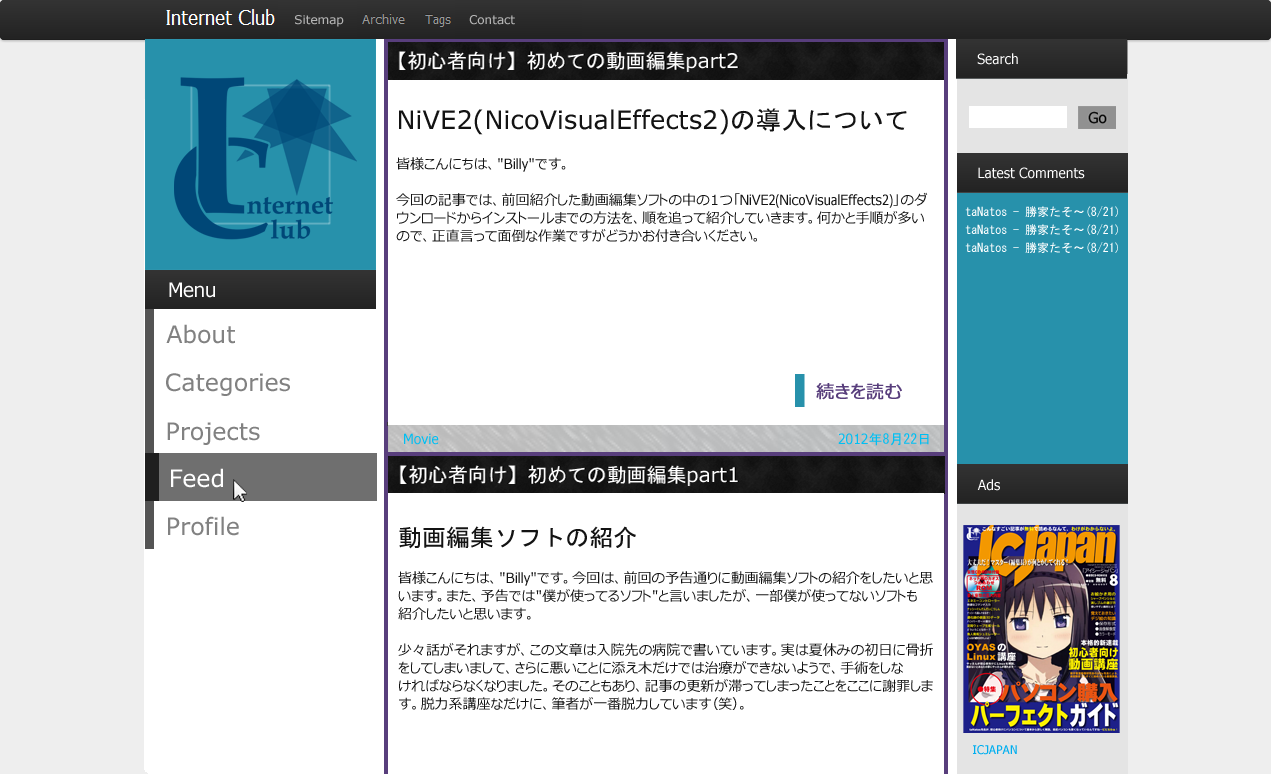 Internet Club Sitemap Archive Tags Contact
Internet
Club
Menu
About
Categories
Projects
Feed
Profile
【初心者向け】初めての動画編集part2
NiVE2(NicoVisualEffects2)の導入について
皆様こんにちは、"Billy"です。
今回の記事では、前回紹介した動画編集ソフトの中の１つ「NiVE2(NicoVisualEffects2)」のダ
ウンロードからインストールまでの方法を、順を追って紹介していきます。何かと手順が多い
ので、正直言って面倒な作業ですがどうかお付き合いください。
続きを読む
Movie 2012年8月22日
【初心者向け】初めての動画編集part1
動画編集ソフトの紹介
皆様こんにちは、"Billy"です。今回は、前回の予告通りに動画編集ソフトの紹介をしたいと思
います。また、予告では"僕が使ってるソフト"と言いましたが、一部僕が使ってないソフトも
紹介したいと思います。
少々話がそれますが、この文章は入院先の病院で書いています。実は夏休みの初日に骨折
をしてしまいまして、さらに悪いことに添え木だけでは治療ができないようで、手術をしな
ければならなくなりました。そのこともあり、記事の更新が滞ってしまったことをここに謝罪しま
す。脱力系講座なだけに、筆者が一番脱力しています（笑）。
Search
Go
Latest Comments
taNatos - 勝家たそ～(8/21)
taNatos - 勝家たそ～(8/21)
taNatos - 勝家たそ～(8/21)
Ads
IcJapan
無料 8
OYASの
Linux講座
本格的新連載
初心者向け
動画講座
特集
パソコン購入
パーフェクトガイド
ICJAPAN